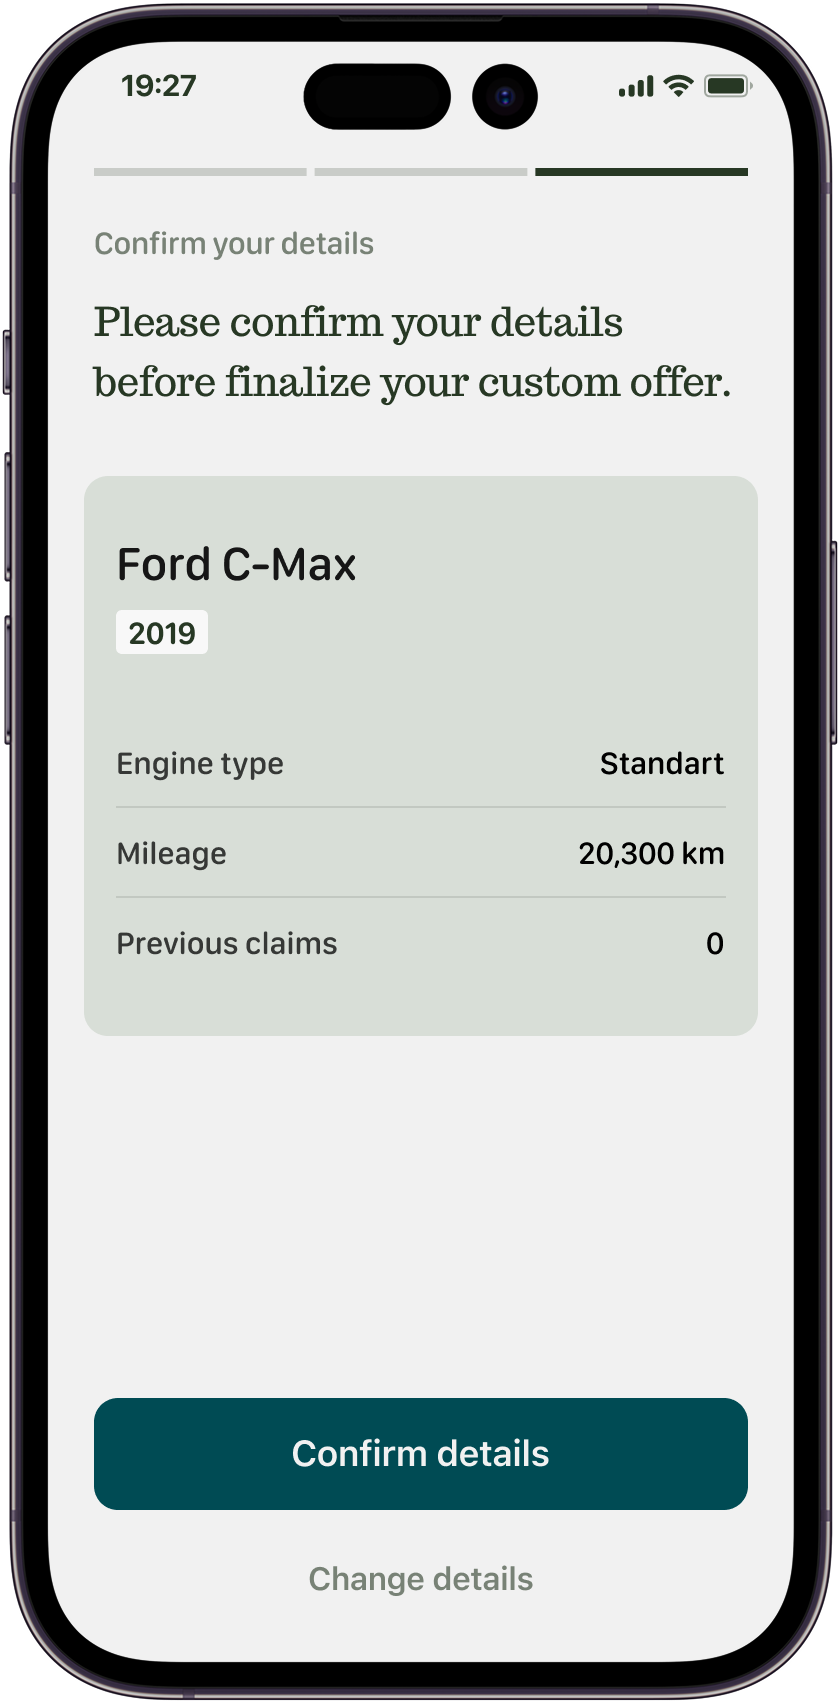 19:27
Confirm your details
Please confirm your details
before finalize your custom offer.
Ford C-Max
2019
Engine type Standart
Mileage 20,300 km
Previous claims 0
Confirm details
Change details